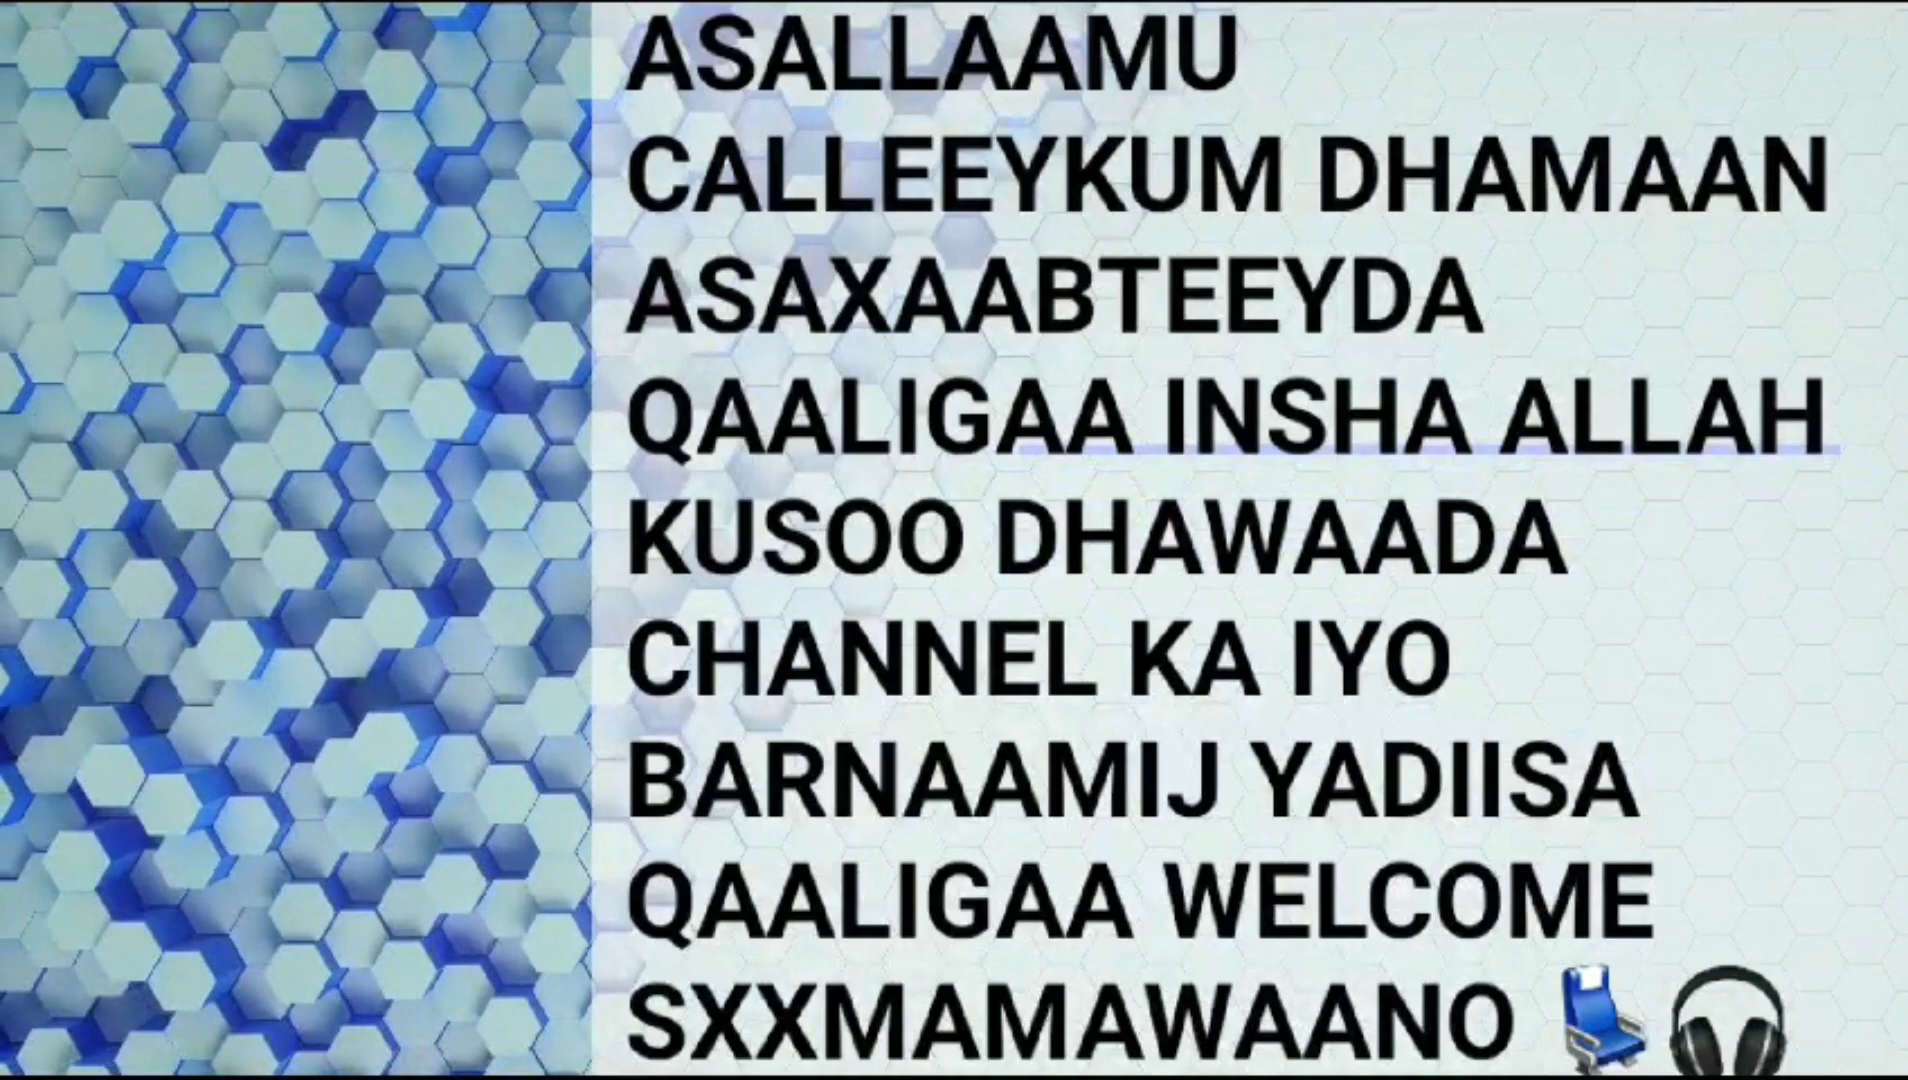 ASALLAAMU
CALLEEYKUM DHAMAAN
ASAXAABTEEYDA
QAALIGAA INSHA ALLAH
KUSOO DHAWAADA
CHANNEL KA IYO
BARNAAMIJ YADIISA
QAALIGAA WELCOME
SXXMAMAWAANO 💺🎧